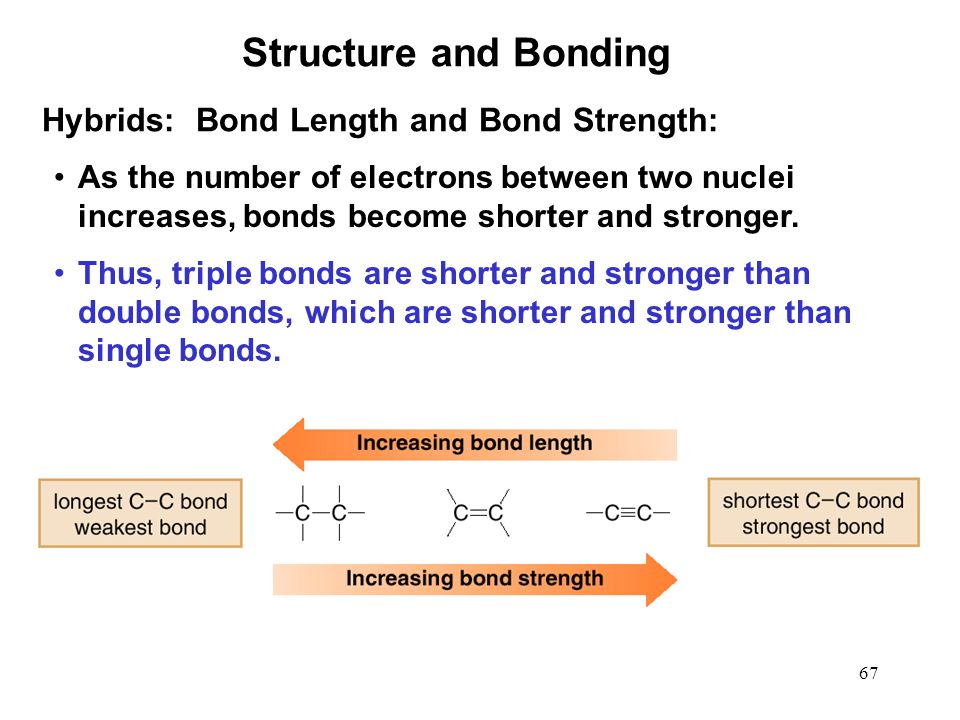 Structure and Bonding
Hybrids: Bond Length and Bond Strength:
• As the number of electrons between two nuclei
increases, bonds become shorter and stronger.
• Thus, triple bonds are shorter and stronger than
double bonds, which are shorter and stronger than
single bonds.
Increasing bond length
longest C−C bond
weakest bond
−C−C−
C=C
−C≡C−
shortest C−C bond
strongest bond
Increasing bond strength
67